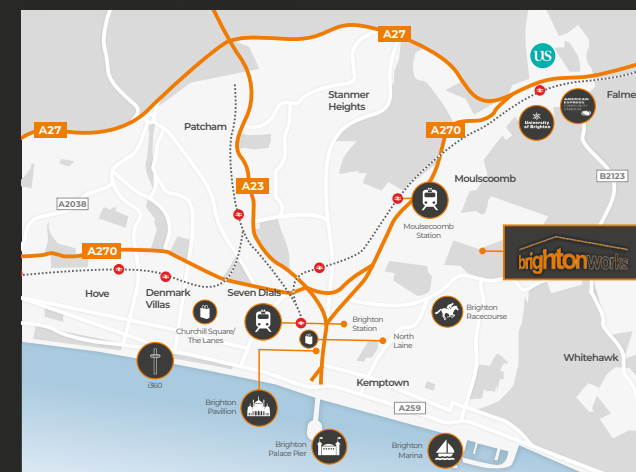 A27
US
Stanmer
Heights
AMERICAN
EXPRESS
Falme
University
of Brighton
A27
Patcham
A270
B2123
Moulsecoomb
A23
A2038
Moulsecoomb
Station
A270
brightonworks
Hove
Denmark
Villas
Seven Dials
Churchill Square/
The Lanes
Brighton
Station
Brighton
Racecourse
North
Laine
i360
Whitehawk
Kemptown
Brighton
Pavilion
A259
Brighton
Palace Pier
Brighton
Marina